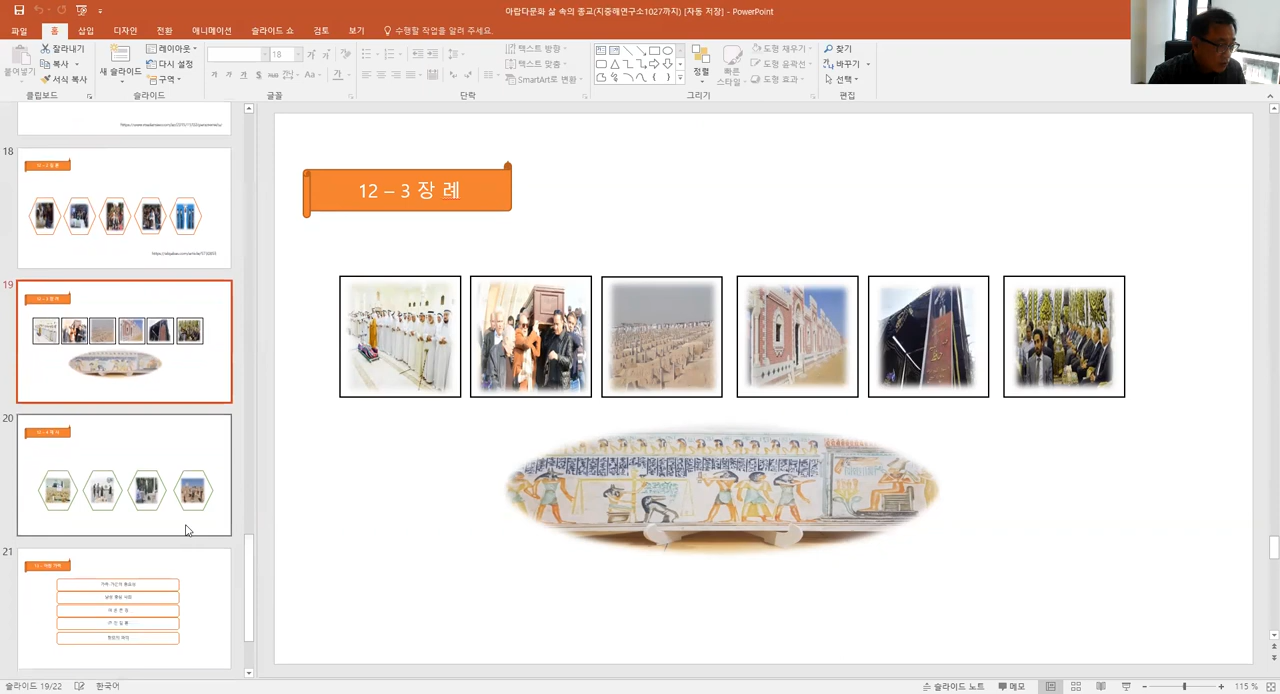 마랍다문화 삶 속의 종교(지중해연구소1027까지) [자동 저장] - PowerPoint
파일 홈 삽입 디자인 전환 애니메이션 슬라이드 쇼 검토 보기 수행할 작업을 알려 주세요.
붙여넣기 잘라내기 복사 서식 복사
클립보드
새 슬라이드 레이아웃 다시 설정 구역
슬라이드
18
글꼴
텍스트 방향 텍스트 맞춤 SmartArt로 변환
단락
정렬 빠른 스타일 도형 채우기 도형 윤곽선 도형 효과
그리기
찾기 바꾸기 선택
편집
18
19
20
21
12 – 3 장 례
슬라이드 19/22 한국어
슬라이드 노트 메모 115 %